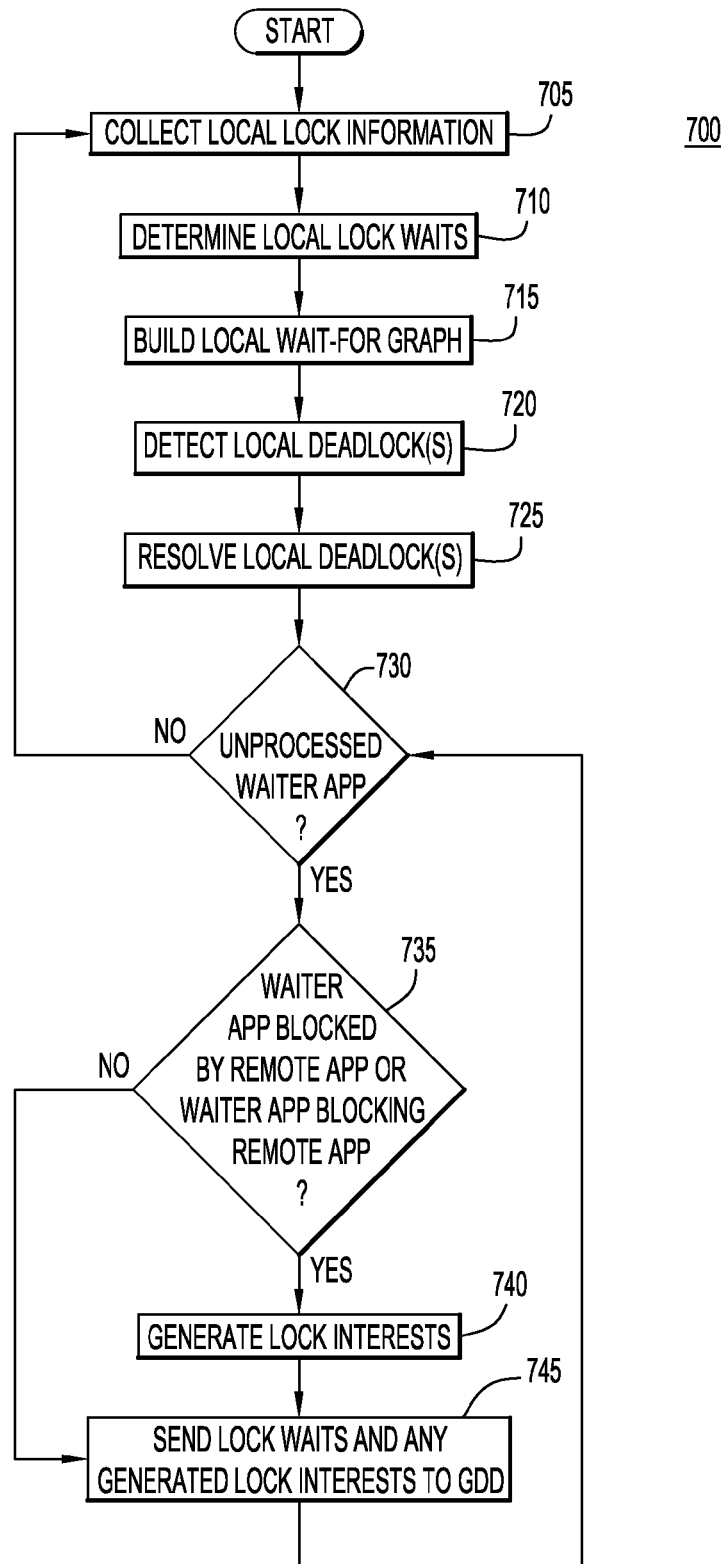 START
705
COLLECT LOCAL LOCK INFORMATION
700
710
DETERMINE LOCAL LOCK WAITS
715
BUILD LOCAL WAIT-FOR GRAPH
720
DETECT LOCAL DEADLOCK(S)
725
RESOLVE LOCAL DEADLOCK(S)
730
NO
UNPROCESSED
WAITER APP
?
YES
735
WAITER
APP BLOCKED
NO
BY REMOTE APP OR
WAITER APP BLOCKING
REMOTE APP
?
YES
740
GENERATE LOCK INTERESTS
745
SEND LOCK WAITS AND ANY
GENERATED LOCK INTERESTS TO GDD